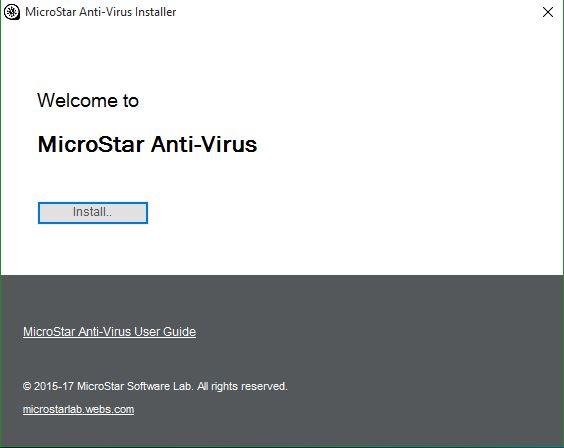 MicroStar Anti-Virus Installer
Welcome to
MicroStar Anti-Virus
Install..
MicroStar Anti-Virus User Guide
© 2015-17 MicroStar Software Lab. All rights reserved.
microstarlab.webs.com